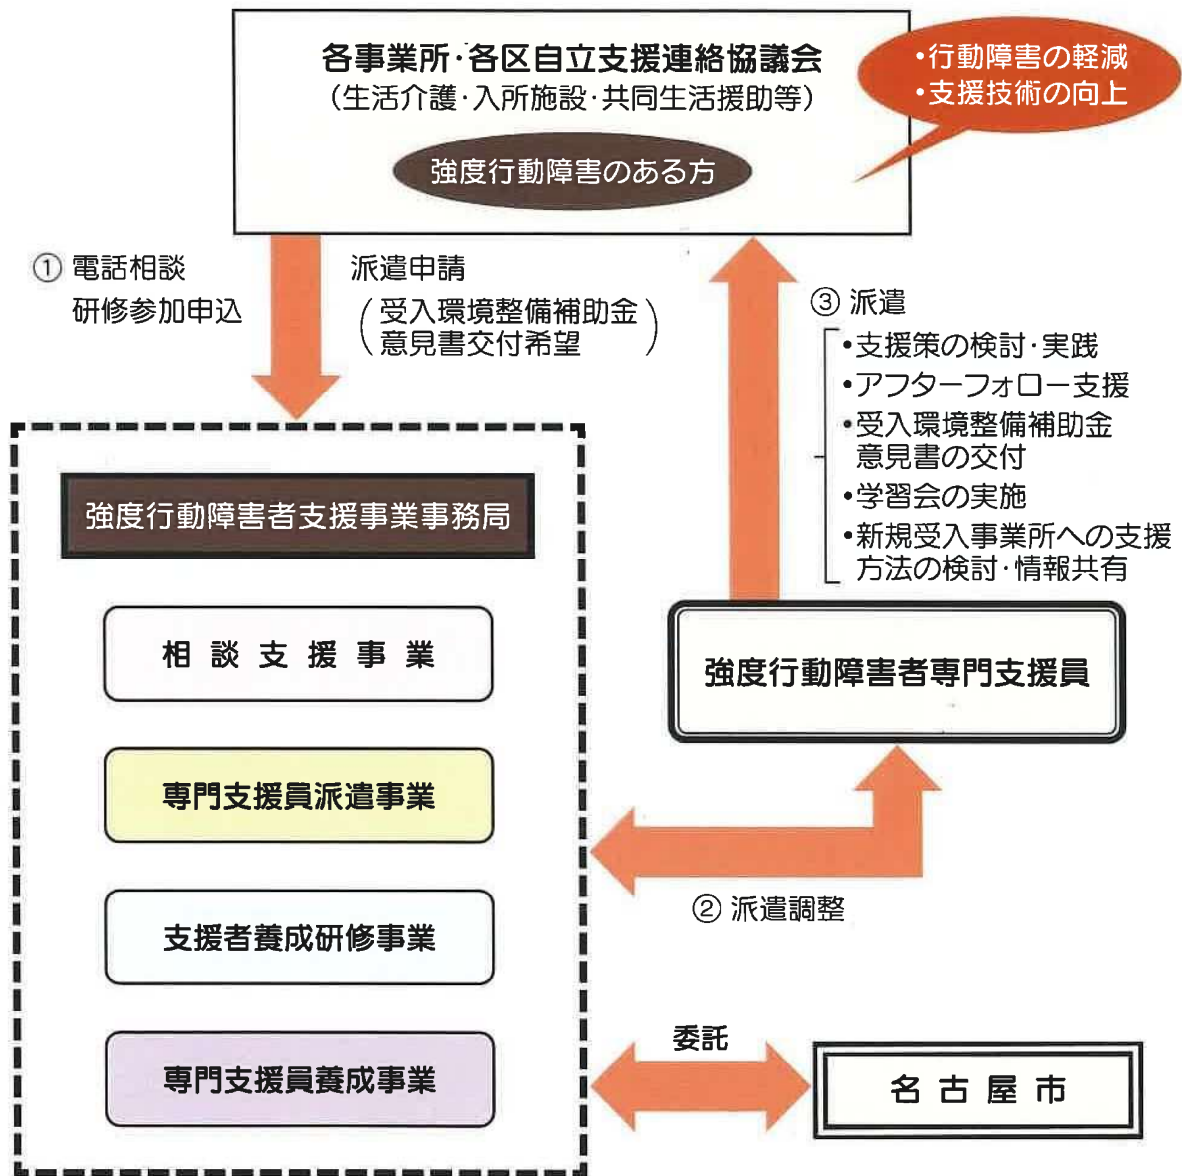 各事業所・各区自立支援連絡協議会
（生活介護・入所施設・共同生活援助等）
強度行動障害のある方
•行動障害の軽減
•支援技術の向上
① 電話相談
研修参加申込
派遣申請
（受入環境整備補助金
意見書交付希望）
③ 派遣
•支援策の検討・実践
•アフターフォロー支援
•受入環境整備補助金
意見書の交付
•学習会の実施
•新規受入事業所への支援
方法の検討・情報共有
強度行動障害者支援事業事務局
相談支援事業
専門支援員派遣事業
支援者養成研修事業
専門支援員養成事業
強度行動障害者専門支援員
② 派遣調整
委託
名古屋市